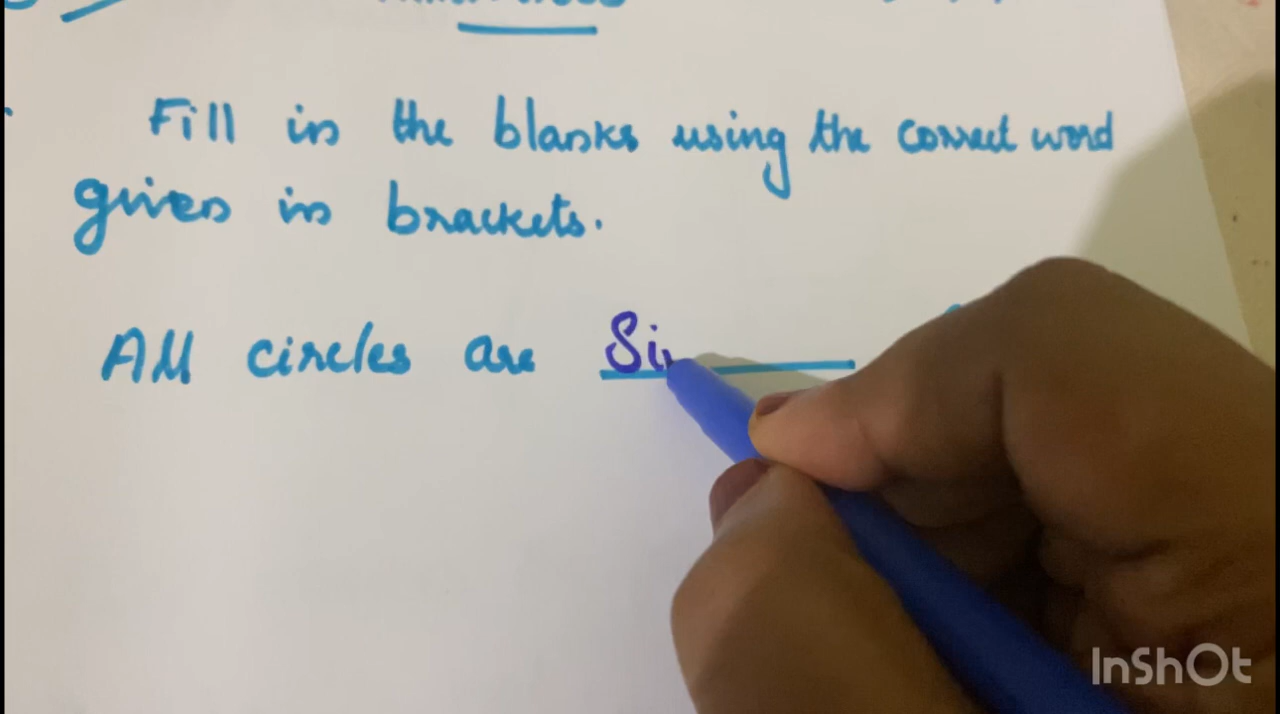 Fill in the blanks using the correct word
given in brackets.
All circles are Si
InShOt